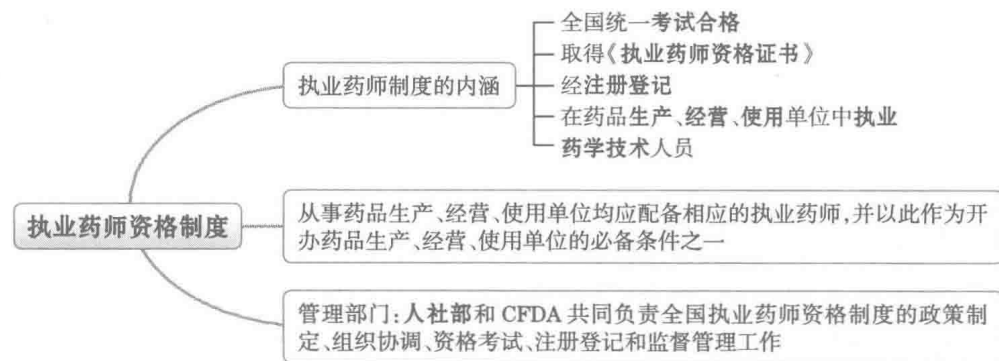 全国统一考试合格
取得《执业药师资格证书》
执业药师制度的内涵
经注册登记
在药品生产、经营、使用单位中执业
药学技术人员
执业药师资格制度
从事药品生产、经营、使用单位均应配备相应的执业药师,并以此作为开
办药品生产、经营、使用单位的必备条件之一
管理部门:人社部和CFDA共同负责全国执业药师资格制度的政策制
定、组织协调、资格考试、注册登记和监督管理工作